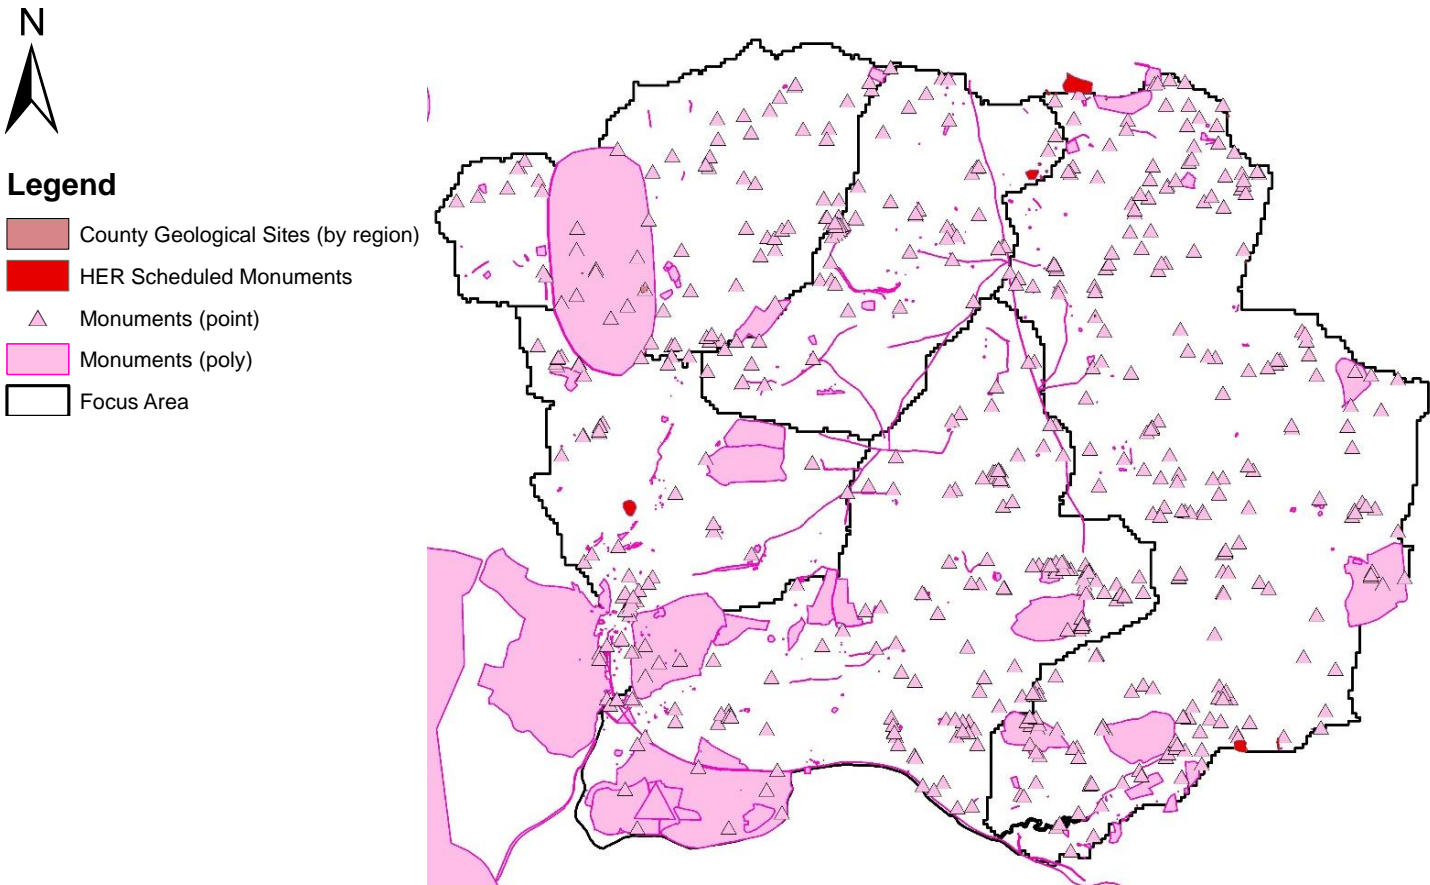 N
Legend
County Geological Sites (by region)
HER Scheduled Monuments
Monuments (point)
Monuments (poly)
Focus Area